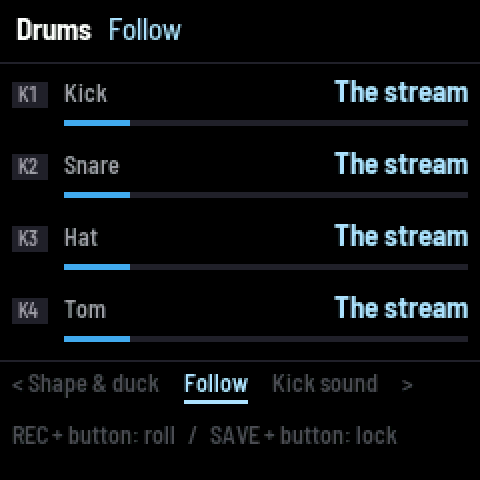 Drums Follow
K1 Kick The stream
K2 Snare The stream
K3 Hat The stream
K4 Tom The stream
< Shape & duck Follow Kick sound >
REC + button: roll / SAVE + button: lock